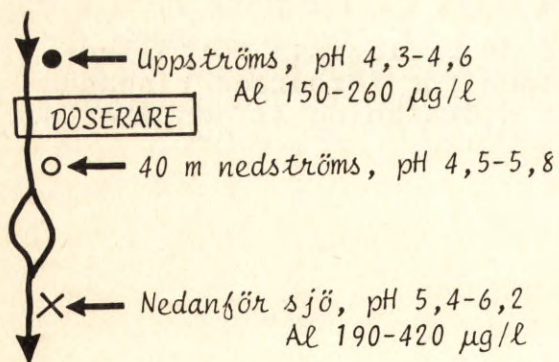 Uppströms, pH 4,3-4,6
Al 150-260 µg/l
DOSERARE
40 m nedströms, pH 4,5-5,8
Nedanför sjö, pH 5,4-6,2
Al 190-420 µg/l